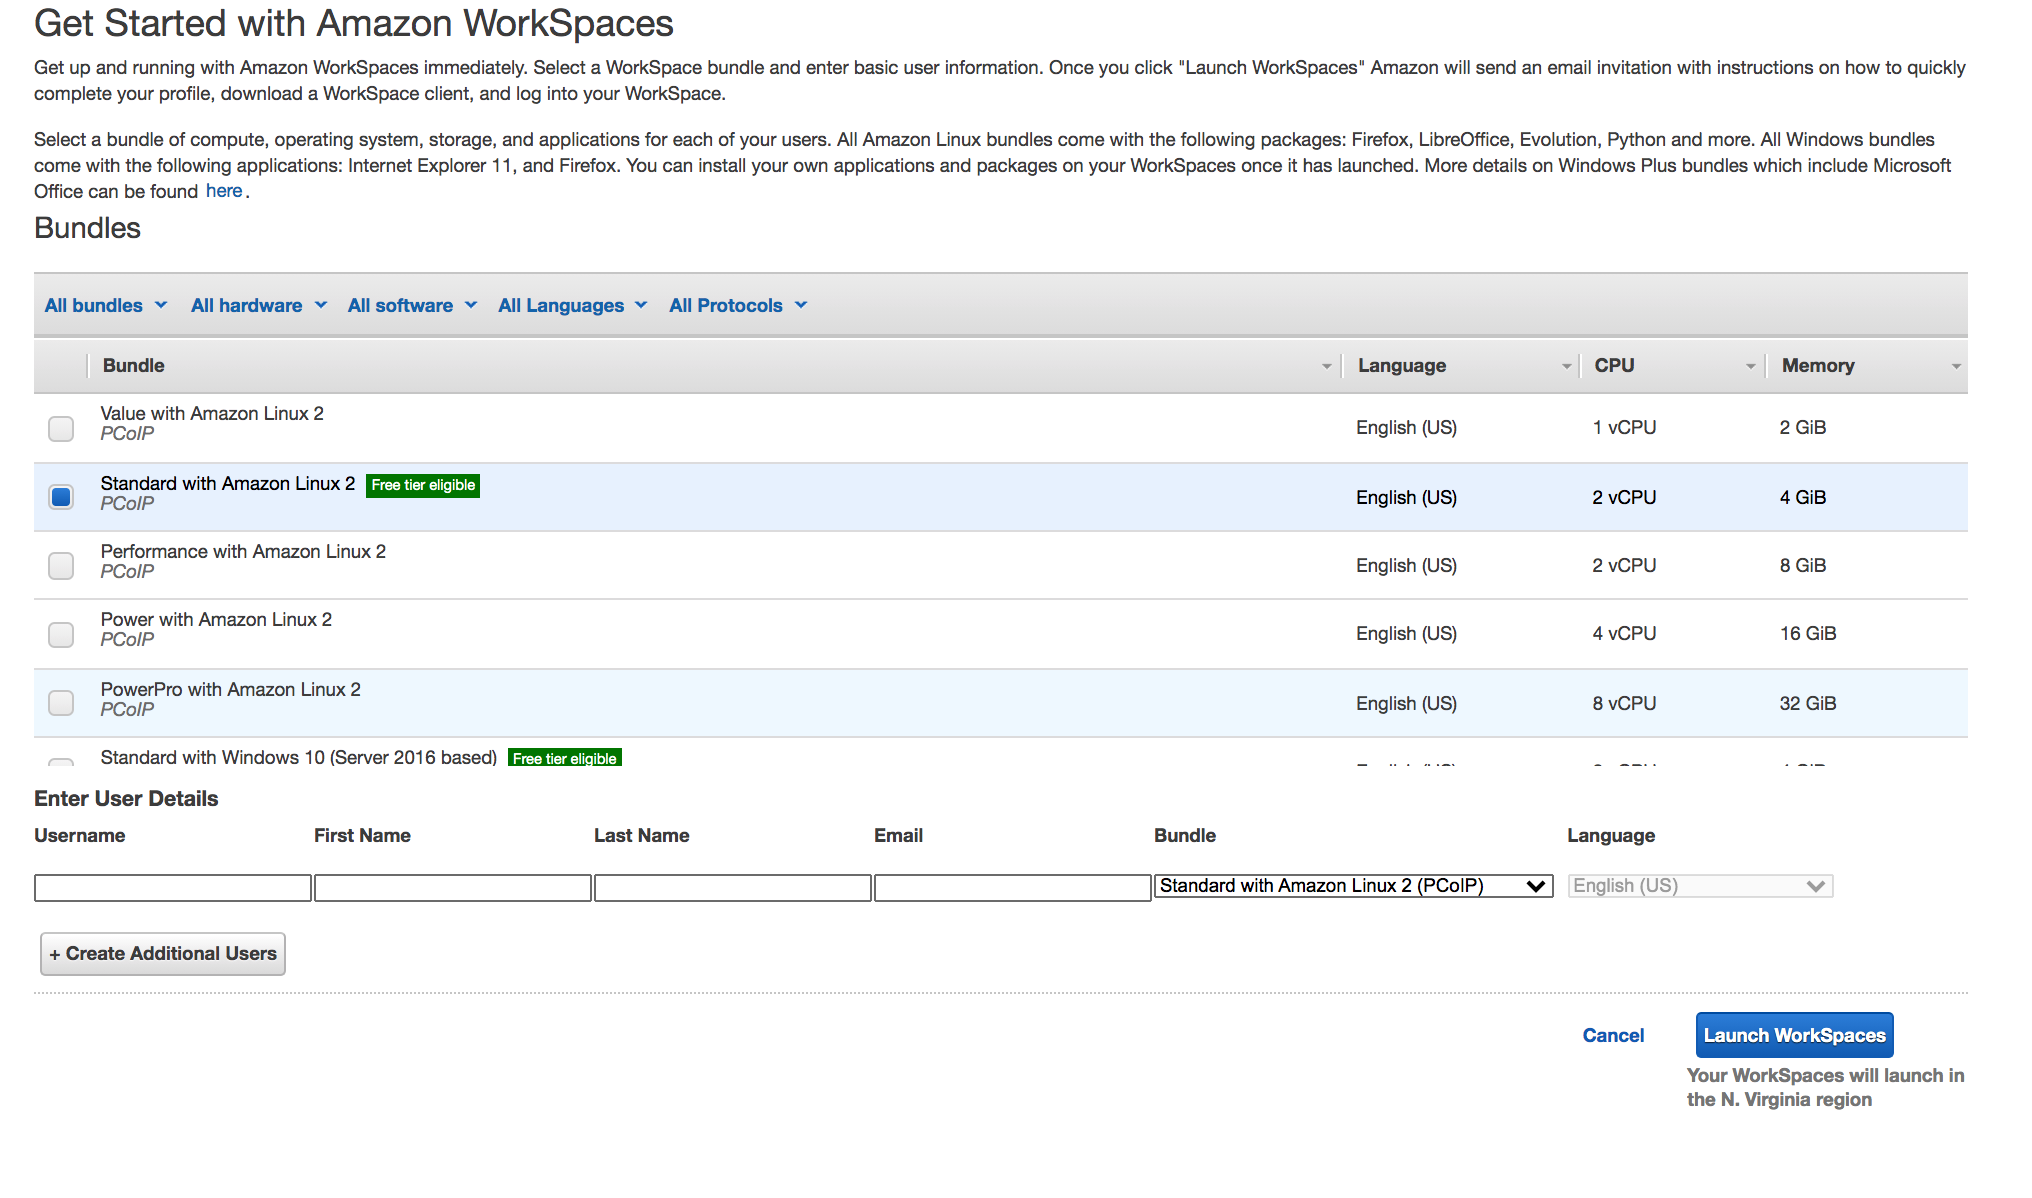 Get Started with Amazon WorkSpaces
Get up and running with Amazon WorkSpaces immediately. Select a WorkSpace bundle and enter basic user information. Once you click "Launch WorkSpaces" Amazon will send an email invitation with instructions on how to quickly
complete your profile, download a WorkSpace client, and log into your WorkSpace.
Select a bundle of compute, operating system, storage, and applications for each of your users. All Amazon Linux bundles come with the following packages: Firefox, LibreOffice, Evolution, Python and more. All Windows bundles
come with the following applications: Internet Explorer 11, and Firefox. You can install your own applications and packages on your WorkSpaces once it has launched. More details on Windows Plus bundles which include Microsoft
Office can be found here.
Bundles
All bundles All hardware All software All Languages All Protocols
Bundle Language CPU Memory
Value with Amazon Linux 2
PCoIP
English (US) 1 vCPU 2 GiB
Standard with Amazon Linux 2 Free tier eligible
PCoIP
English (US) 2 vCPU 4 GiB
Performance with Amazon Linux 2
PCoIP
English (US) 2 vCPU 8 GiB
Power with Amazon Linux 2
PCoIP
English (US) 4 vCPU 16 GiB
PowerPro with Amazon Linux 2
PCoIP
English (US) 8 vCPU 32 GiB
Standard with Windows 10 (Server 2016 based) Free tier eligible
Enter User Details
Username First Name Last Name Email Bundle Language
Standard with Amazon Linux 2 (PCoIP) English (US)
+ Create Additional Users
Cancel Launch WorkSpaces
Your WorkSpaces will launch in
the N. Virginia region